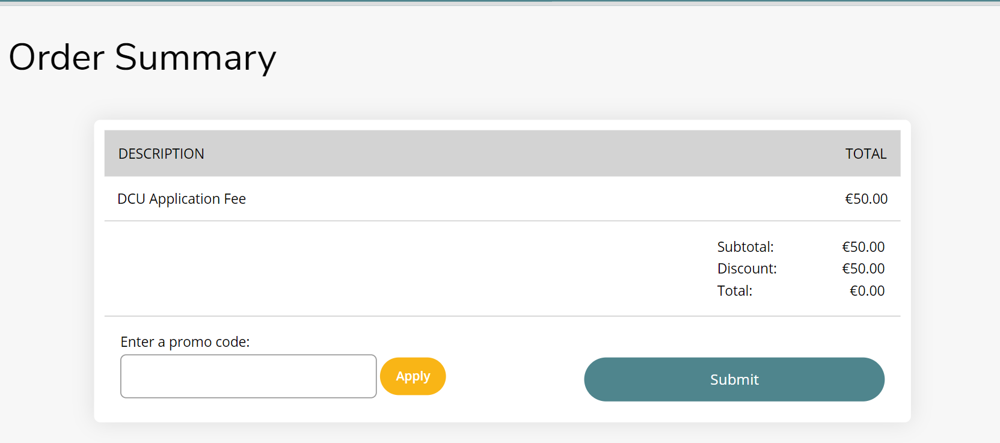 Order Summary
DESCRIPTION TOTAL
DCU Application Fee €50.00
Subtotal: €50.00
Discount: €50.00
Total: €0.00
Enter a promo code:
Apply
Submit